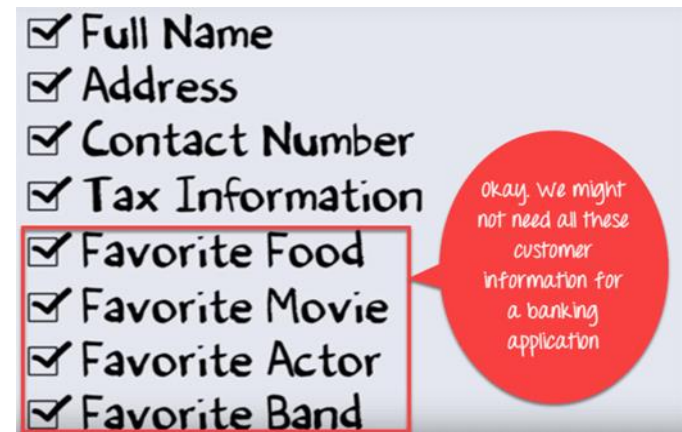 Full Name
Address
Contact Number
Tax Information
Favorite Food
Favorite Movie
Favorite Actor
Favorite Band
Okay. We might
not need all these
customer
information for
a banking
application